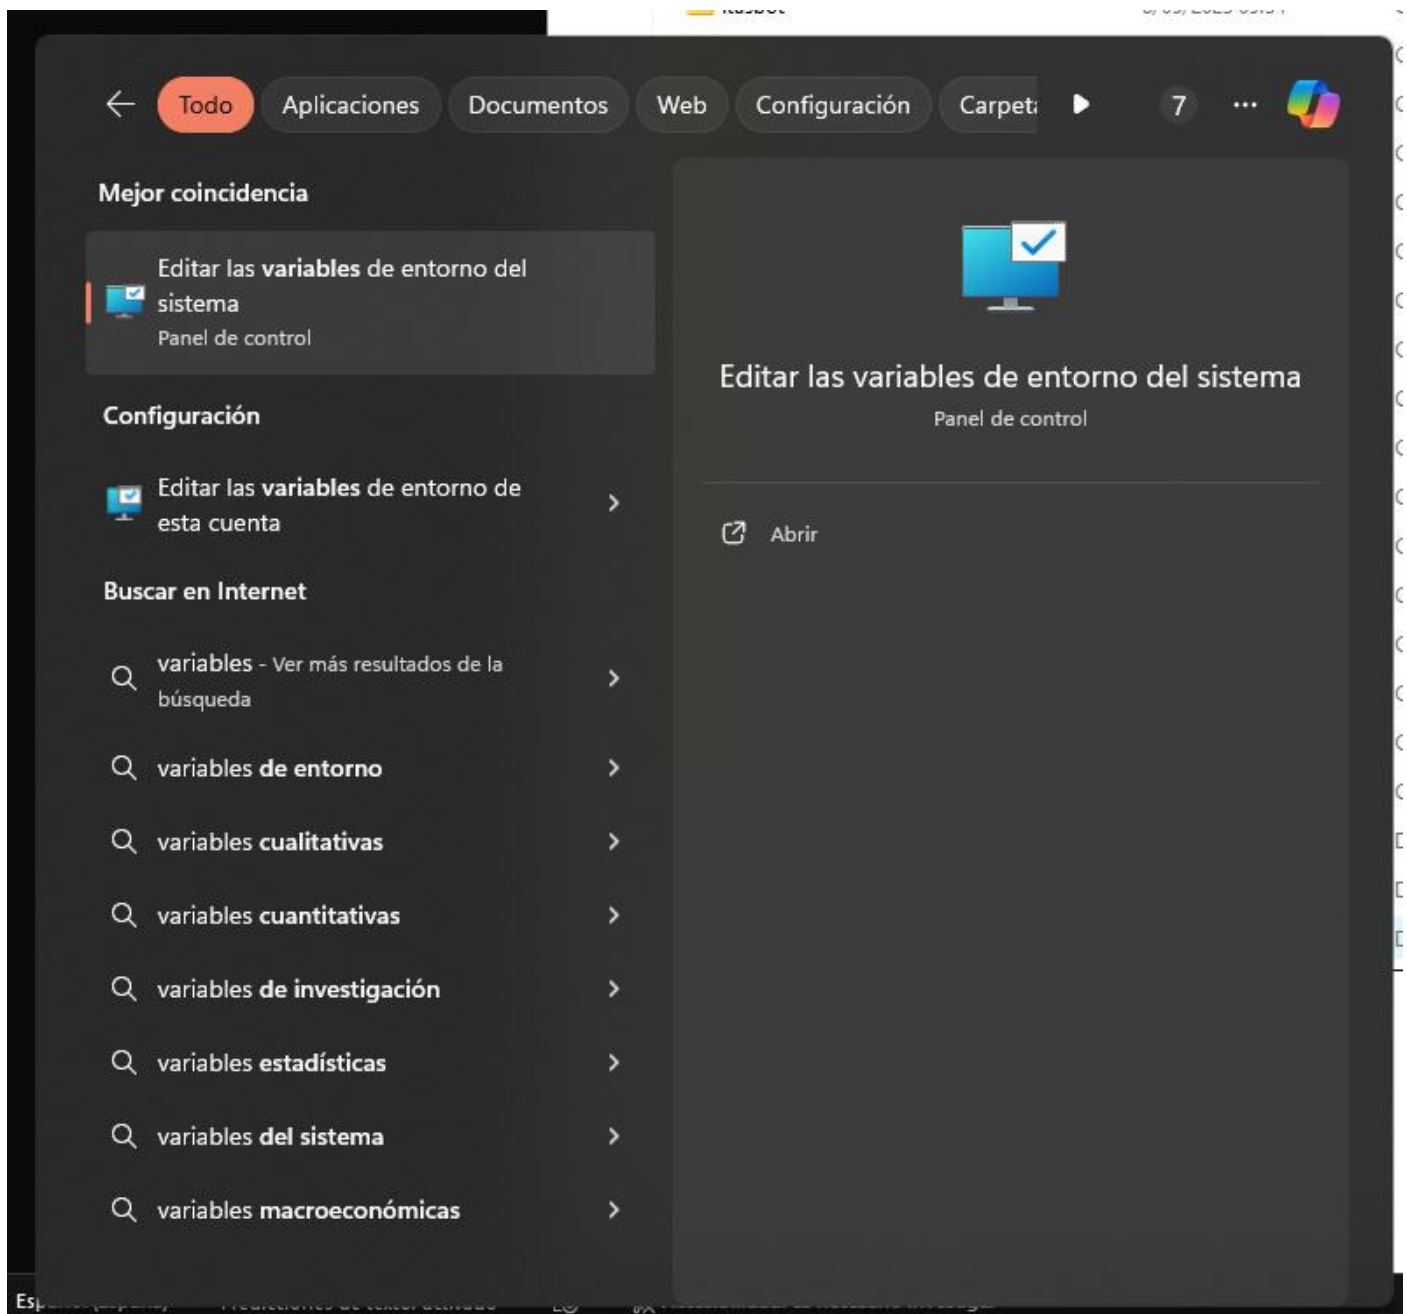 Todo Aplicaciones Documentos Web Configuración 7 ...
Mejor coincidencia
Editar las variables de entorno del
sistema
Panel de control
Editar las variables de entorno del sistema
Panel de control
Abrir
Configuración
Editar las variables de entorno de
esta cuenta
Buscar en Internet
variables - Ver más resultados de la
búsqueda
variables de entorno
variables cualitativas
variables cuantitativas
variables de investigación
variables estadísticas
variables del sistema
variables macroeconómicas